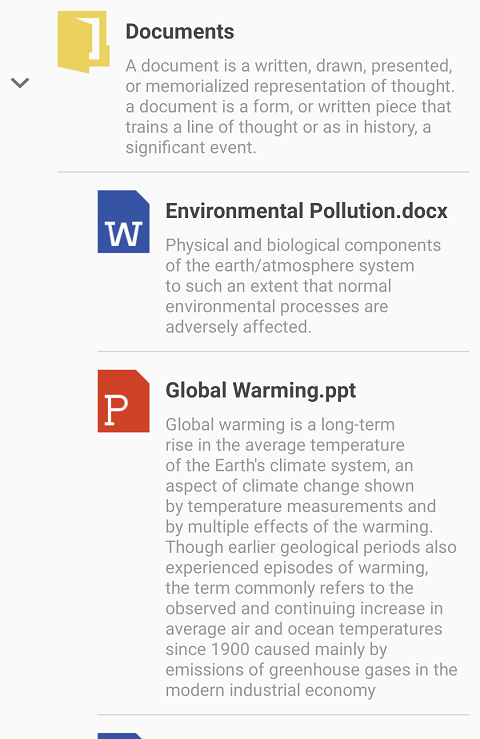 Documents
A document is a written, drawn, presented,
or memorialized representation of thought.
a document is a form, or written piece that
trains a line of thought or as in history, a
significant event.
W
Environmental Pollution.docx
Physical and biological components
of the earth/atmosphere system
to such an extent that normal
environmental processes are
adversely affected.
P
Global Warming.ppt
Global warming is a long-term
rise in the average temperature
of the Earth's climate system, an
aspect of climate change shown
by temperature measurements and
by multiple effects of the warming.
Though earlier geological periods also
experienced episodes of warming,
the term commonly refers to the
observed and continuing increase in
average air and ocean temperatures
since 1900 caused mainly by
emissions of greenhouse gases in the
modern industrial economy